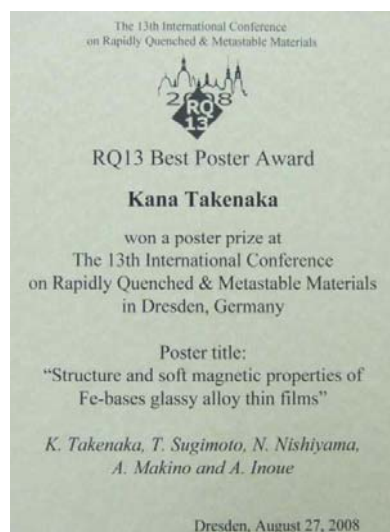 The 13th International Conference
on Rapidly Quenched & Metastable Materials
2008
RQ
13
RQ13 Best Poster Award
Kana Takenaka
won a poster prize at
The 13th International Conference
on Rapidly Quenched & Metastable Materials
in Dresden, Germany
Poster title:
“Structure and soft magnetic properties of
Fe-bases glassy alloy thin films”
K. Takenaka, T. Sugimoto, N. Nishiyama,
A. Makino and A. Inoue
Dresden, August 27, 2008